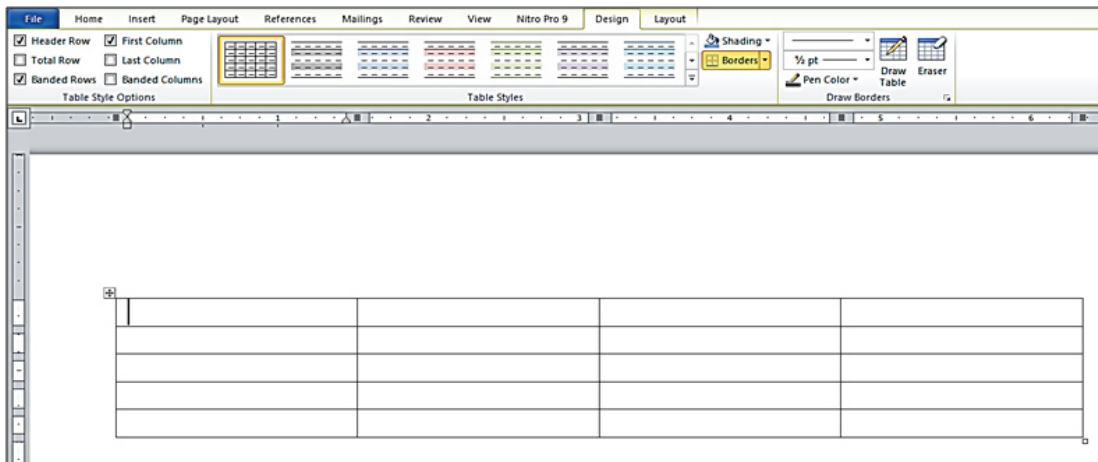 File Home Insert Page Layout References Mailings Review View Nitro Pro 9 Design Layout
Header Row First Column
Total Row Last Column
Banded Rows Banded Columns
Table Style Options
Table Styles
Shading
Borders
½ pt
Pen Color
Draw Table
Eraser
Draw Borders
L 1 2 3 4 5 6